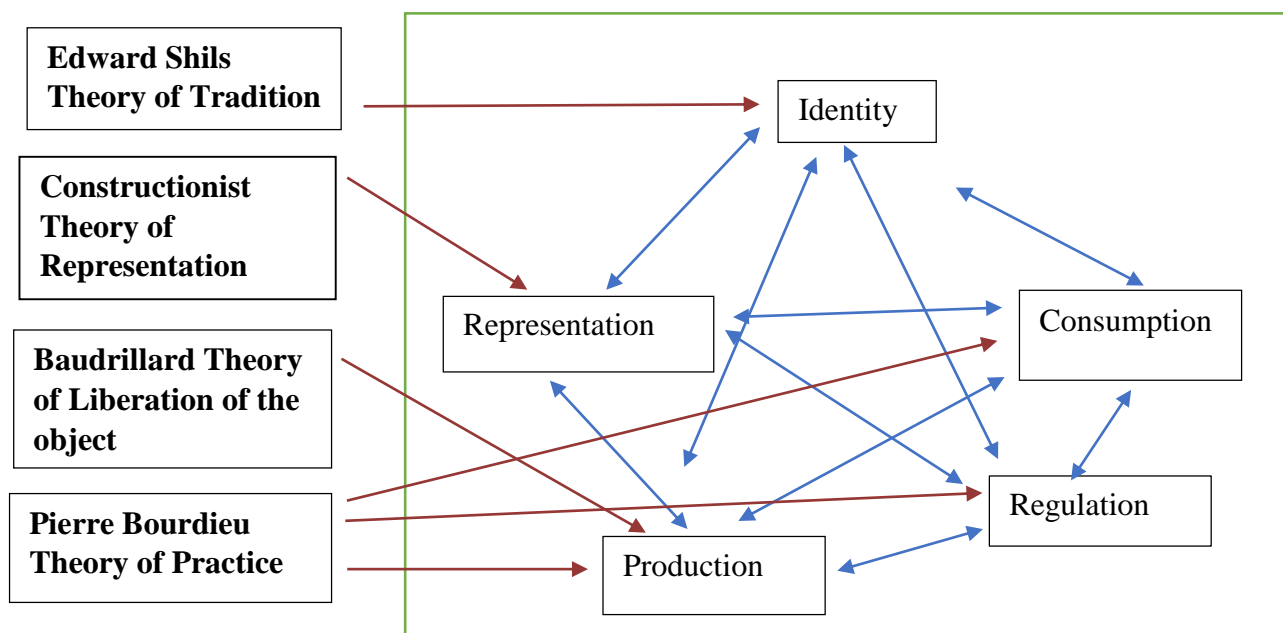 Edward Shils
Theory of Tradition
Identity
Constructionist
Theory of
Representation
Representation
Consumption
Baudrillard Theory
of Liberation of the
object
Regulation
Pierre Bourdieu
Theory of Practice
Production